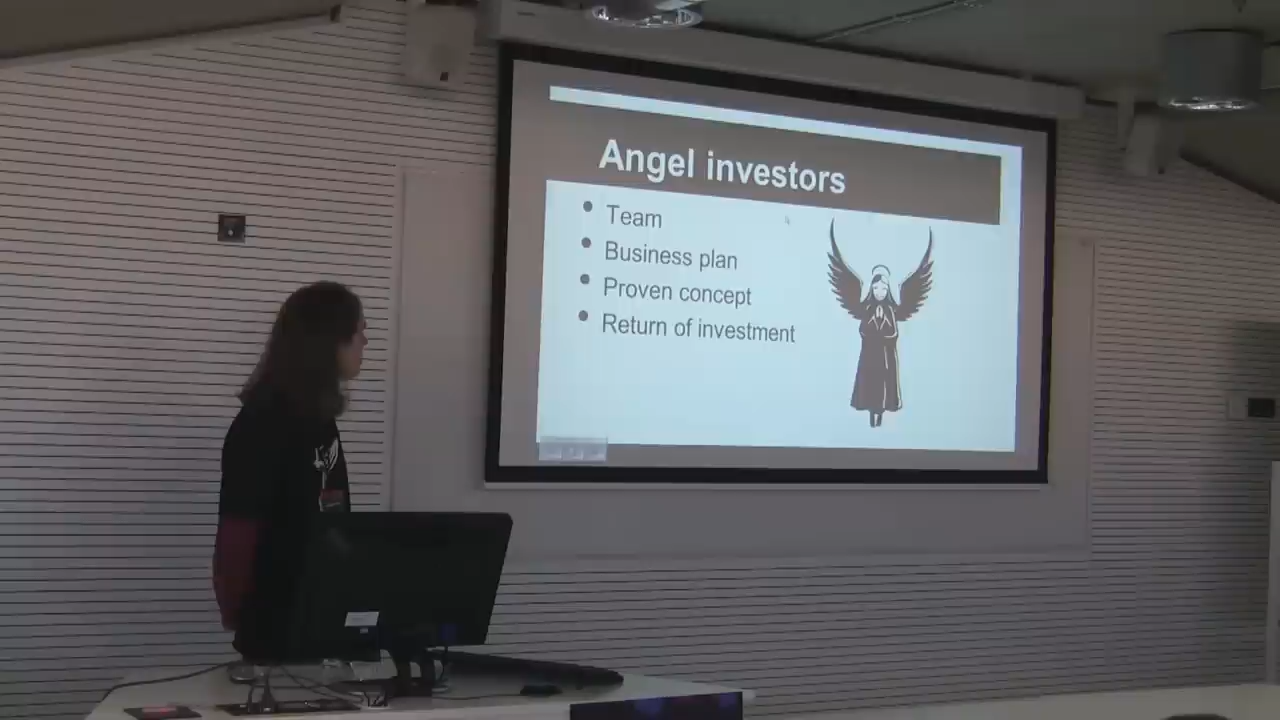 Angel investors
Team
Business plan
Proven concept
Return of investment